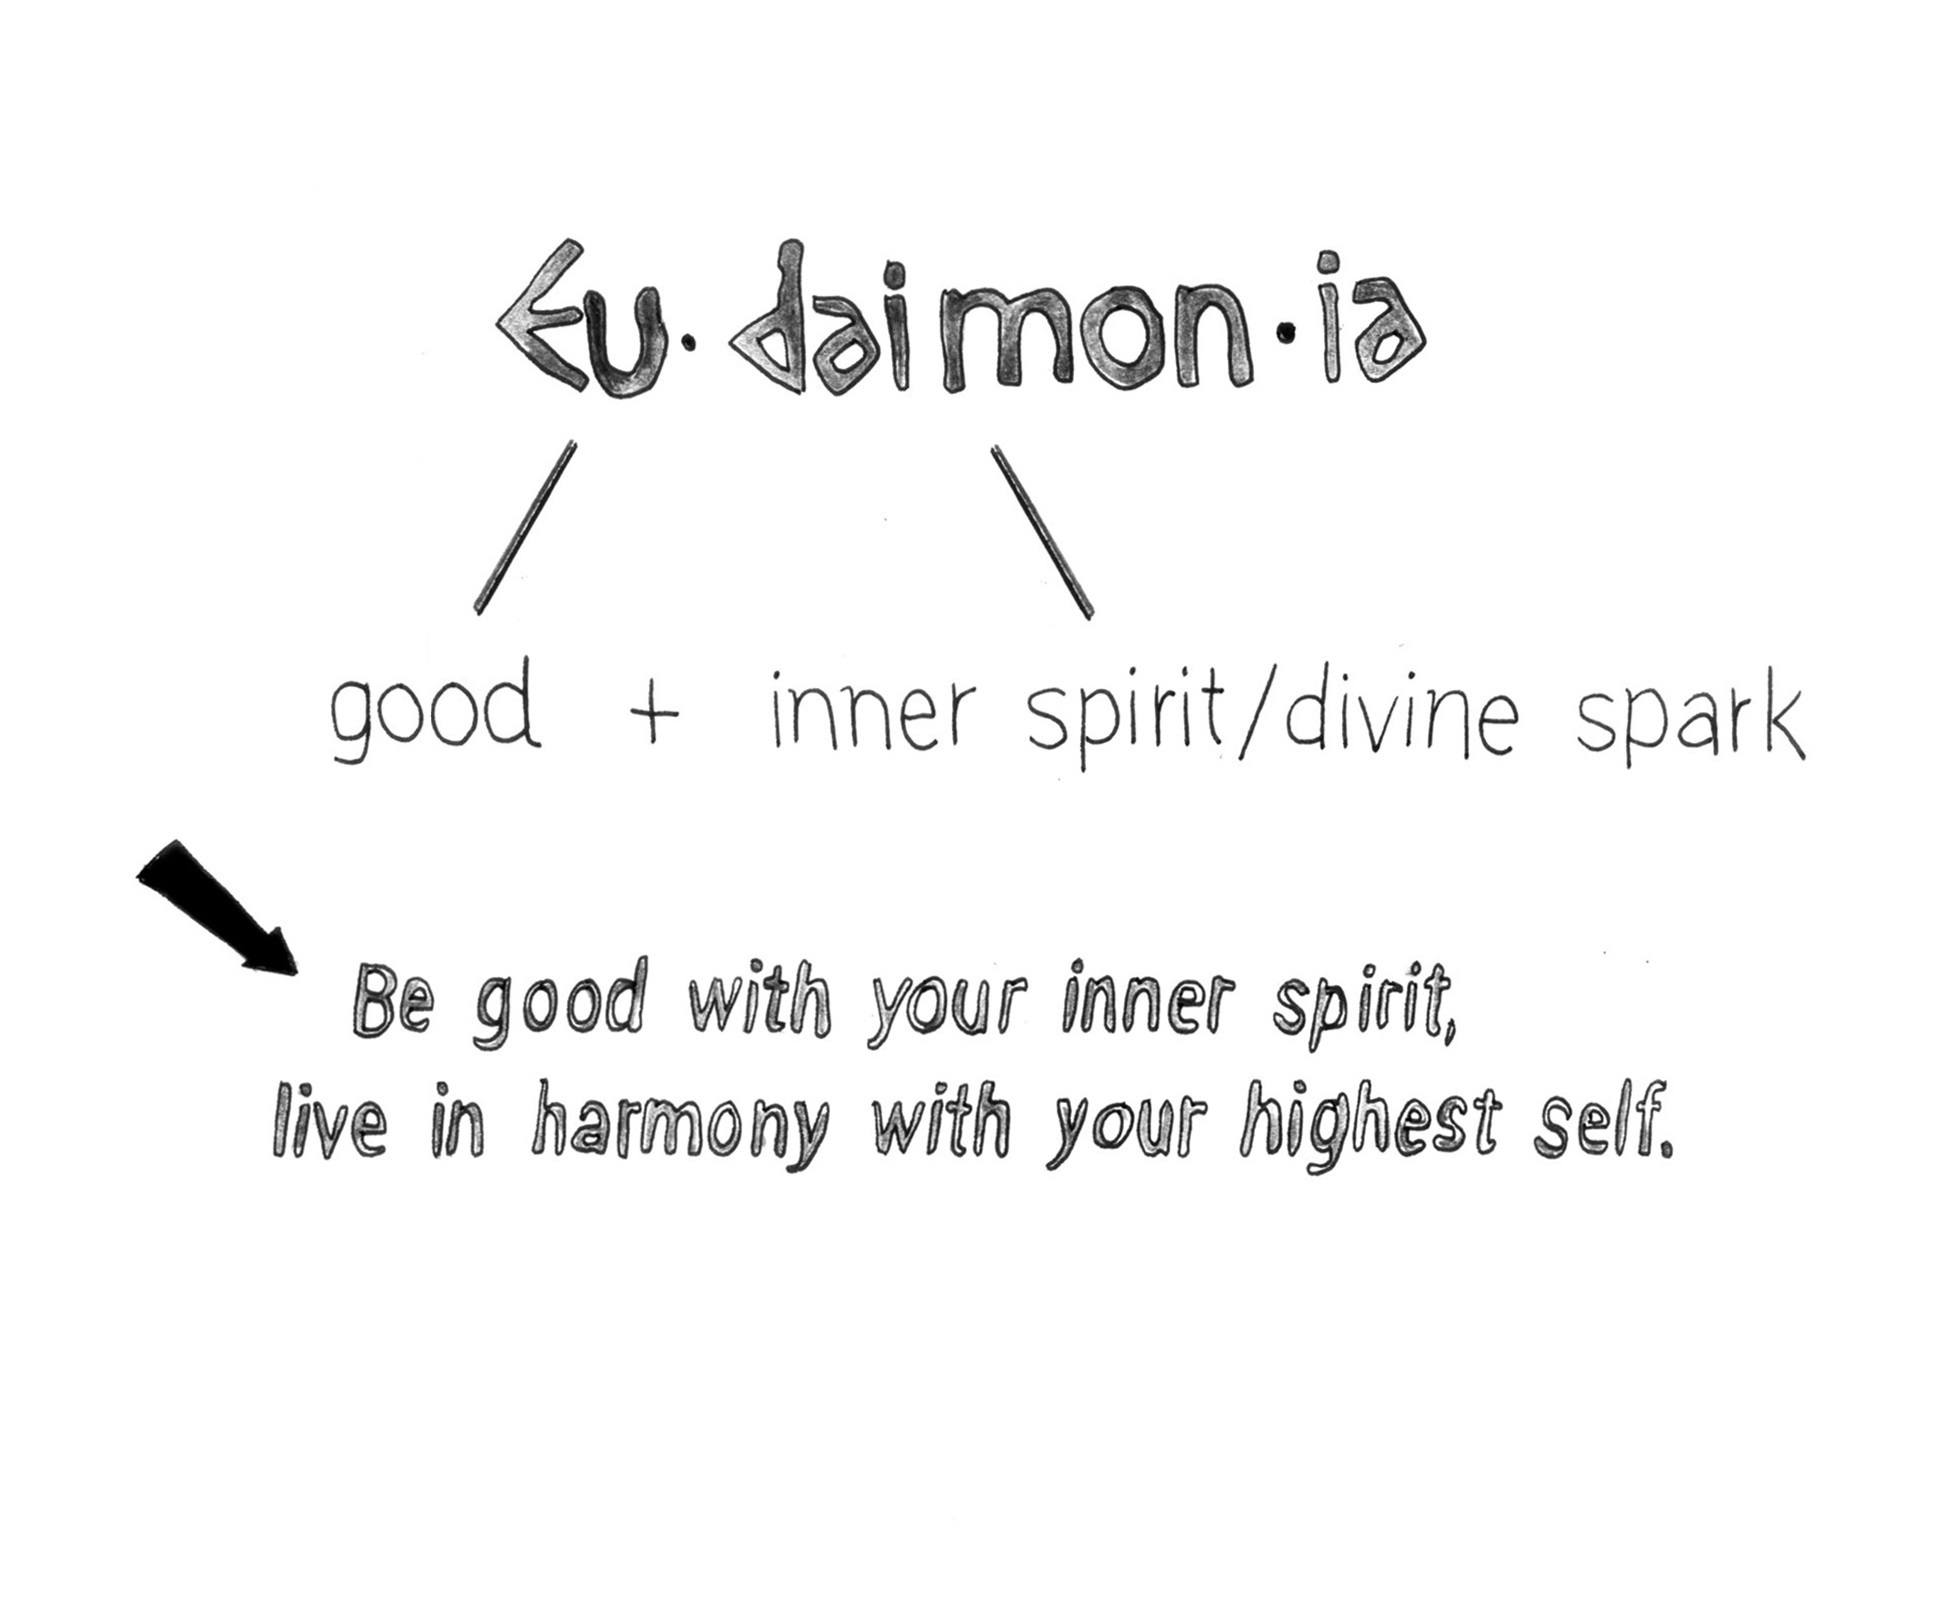 Eu·daimon·ia
good + inner spirit/divine spark
Be good with your inner spirit,
live in harmony with your highest self.